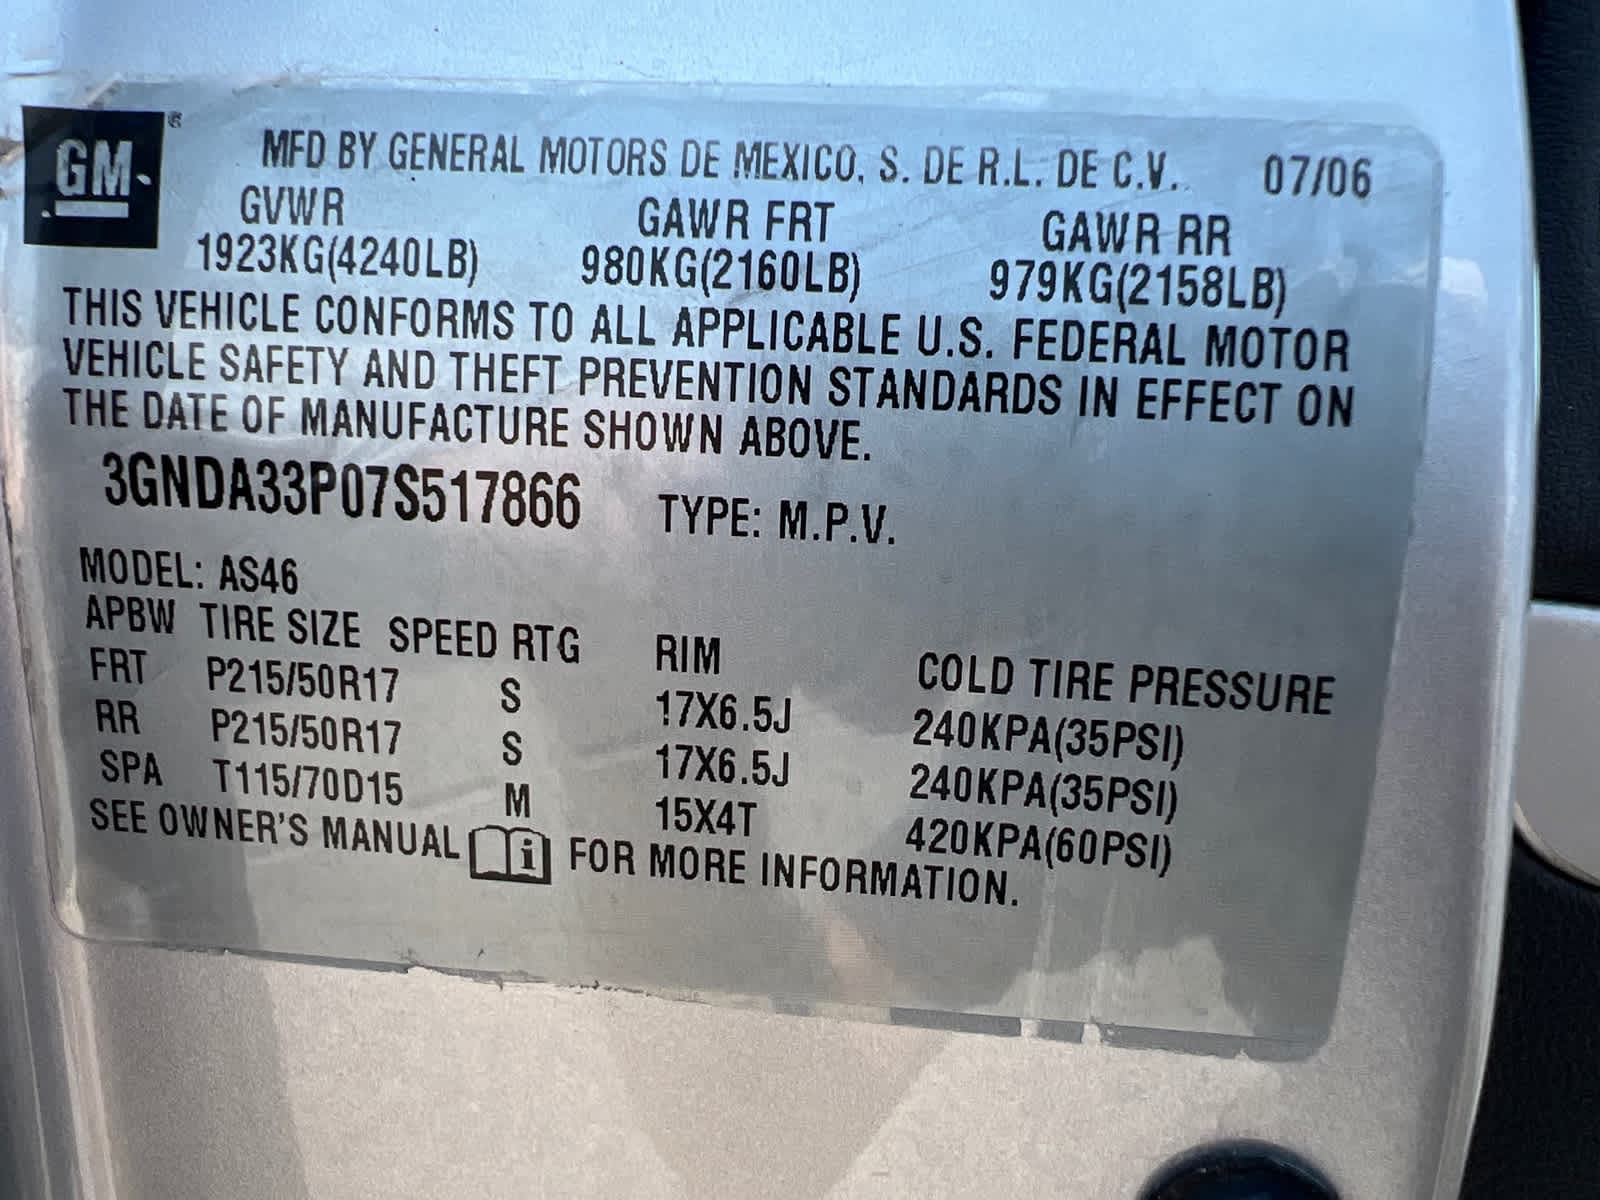 GM ®
MFD BY GENERAL MOTORS DE MEXICO, S. DE R.L. DE C.V. 07/06
GVWR GAWR FRT GAWR RR
1923KG(4240LB) 980KG(2160LB) 979KG(2158LB)
THIS VEHICLE CONFORMS TO ALL APPLICABLE U.S. FEDERAL MOTOR
VEHICLE SAFETY AND THEFT PREVENTION STANDARDS IN EFFECT ON
THE DATE OF MANUFACTURE SHOWN ABOVE.
3GNDA33P07S517866 TYPE: M.P.V.
MODEL: AS46
APBW TIRE SIZE SPEED RTG RIM COLD TIRE PRESSURE
FRT P215/50R17 S 17X6.5J 240KPA(35PSI)
RR P215/50R17 S 17X6.5J 240KPA(35PSI)
SPA T115/70D15 M 15X4T 420KPA(60PSI)
SEE OWNER'S MANUAL i FOR MORE INFORMATION.